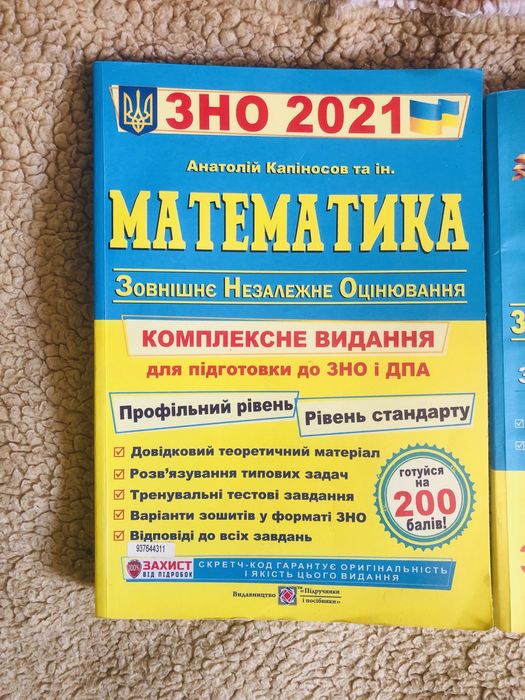 ЗНО 2021
Анатолій Капіносов та ін.
МАТЕМАТИКА
ЗОВНІШНЄ НЕЗАЛЕЖНЕ ОЦІНЮВАННЯ
КОМПЛЕКСНЕ ВИДАННЯ
для підготовки до ЗНО і ДПА
Профільний рівень
Рівень стандарту
Довідковий теоретичний матеріал
Розв'язування типових задач
Тренувальні тестові завдання
Варіанти зошитів у форматі ЗНО
Відповіді до всіх завдань
готуйся
на
200
балів!
937644311
100%
ЗАХИСТ
ВІД ПІДРОБОК
СКРЕТЧ-КОД ГАРАНТУЄ ОРИГІНАЛЬНІСТЬ
І ЯКІСТЬ ЦЬОГО ВИДАННЯ
Видавництво
«Підручники
і посібники»